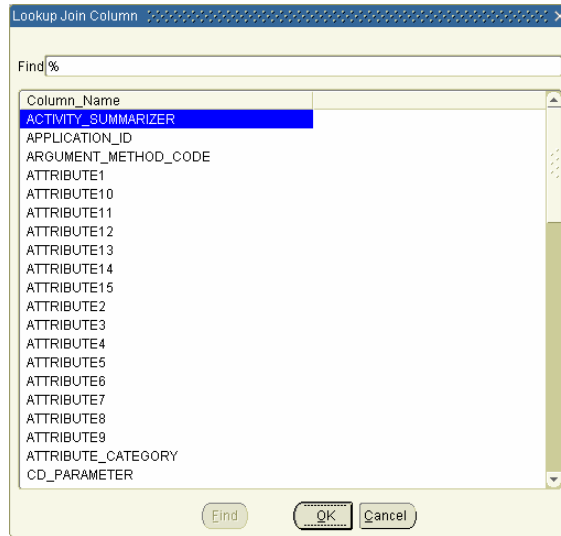 Lookup Join Column
Find %
Column_Name
ACTIVITY_SUMMARIZER
APPLICATION_ID
ARGUMENT_METHOD_CODE
ATTRIBUTE1
ATTRIBUTE10
ATTRIBUTE11
ATTRIBUTE12
ATTRIBUTE13
ATTRIBUTE14
ATTRIBUTE15
ATTRIBUTE2
ATTRIBUTE3
ATTRIBUTE4
ATTRIBUTE5
ATTRIBUTE6
ATTRIBUTE7
ATTRIBUTE8
ATTRIBUTE9
ATTRIBUTE_CATEGORY
CD_PARAMETER
Find OK Cancel